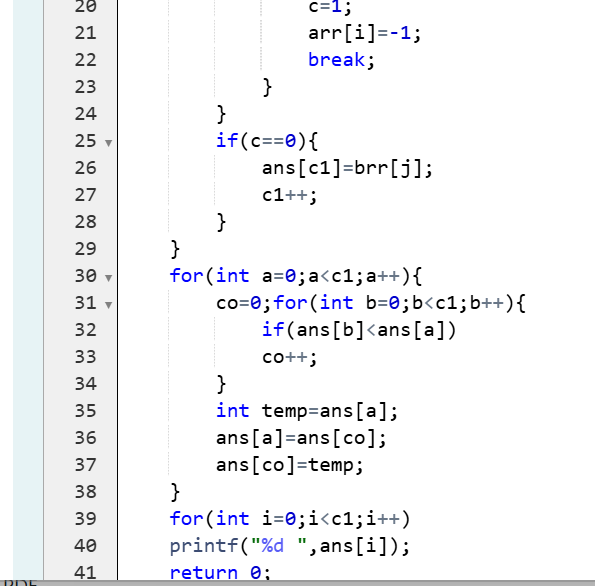 20 c=1;
21 arr[i]=-1;
22 break;
23 }
24 }
25 if(c==0){
26 ans[c1]=brr[j];
27 c1++;
28 }
29 }
30 for(int a=0;a<c1;a++){
31 co=0;for(int b=0;b<c1;b++){
32 if(ans[b]<ans[a])
33 co++;
34 }
35 int temp=ans[a];
36 ans[a]=ans[co];
37 ans[co]=temp;
38 }
39 for(int i=0;i<c1;i++)
40 printf("%d ",ans[i]);
41 return 0;